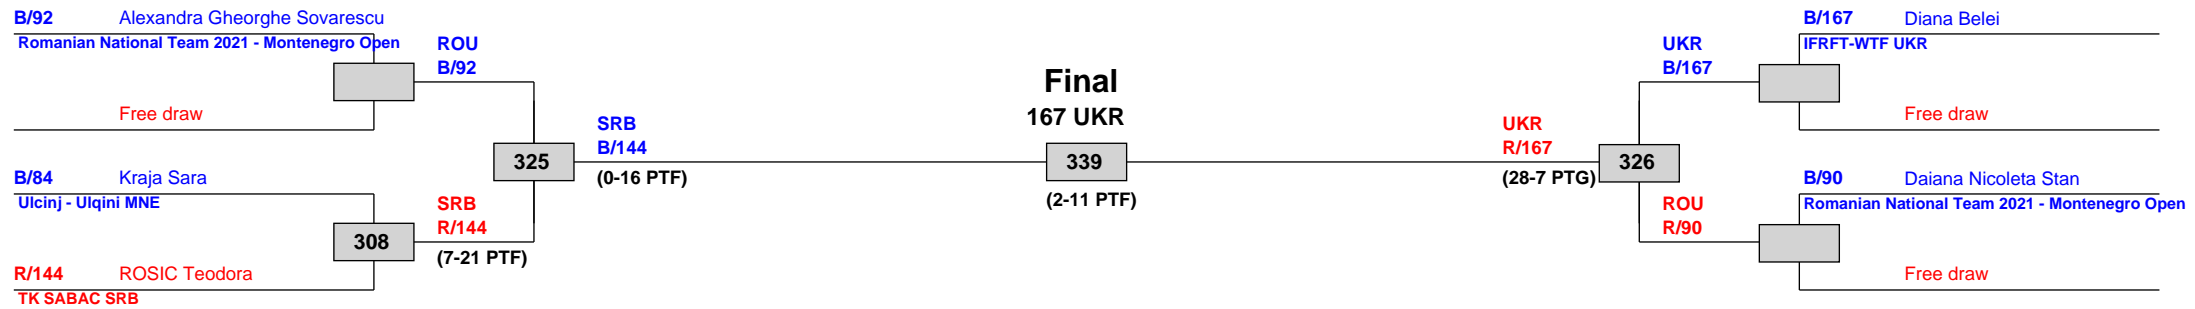 B/92 Alexandra Gheorghe Sovarescu
Romanian National Team 2021 - Montenegro Open
Free draw
B/84 Kraja Sara
Ulcinj - Ulqini MNE
308
R/144 ROSIC Teodora
TK SABAC SRB
ROU
B/92
SRB
R/144
(7-21 PTF)
325
SRB
B/144
(0-16 PTF)
Final
167 UKR
339
(2-11 PTF)
UKR
R/167
(28-7 PTG)
326
UKR
B/167
ROU
R/90
B/167 Diana Belei
IFRFT-WTF UKR
Free draw
B/90 Daiana Nicoleta Stan
Romanian National Team 2021 - Montenegro Open
Free draw